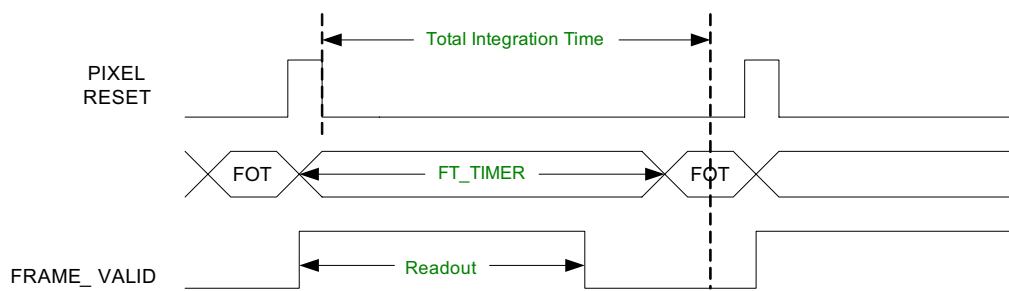 Total Integration Time
PIXEL
RESET
FOT
FT_TIMER
FOT
Readout
FRAME_ VALID